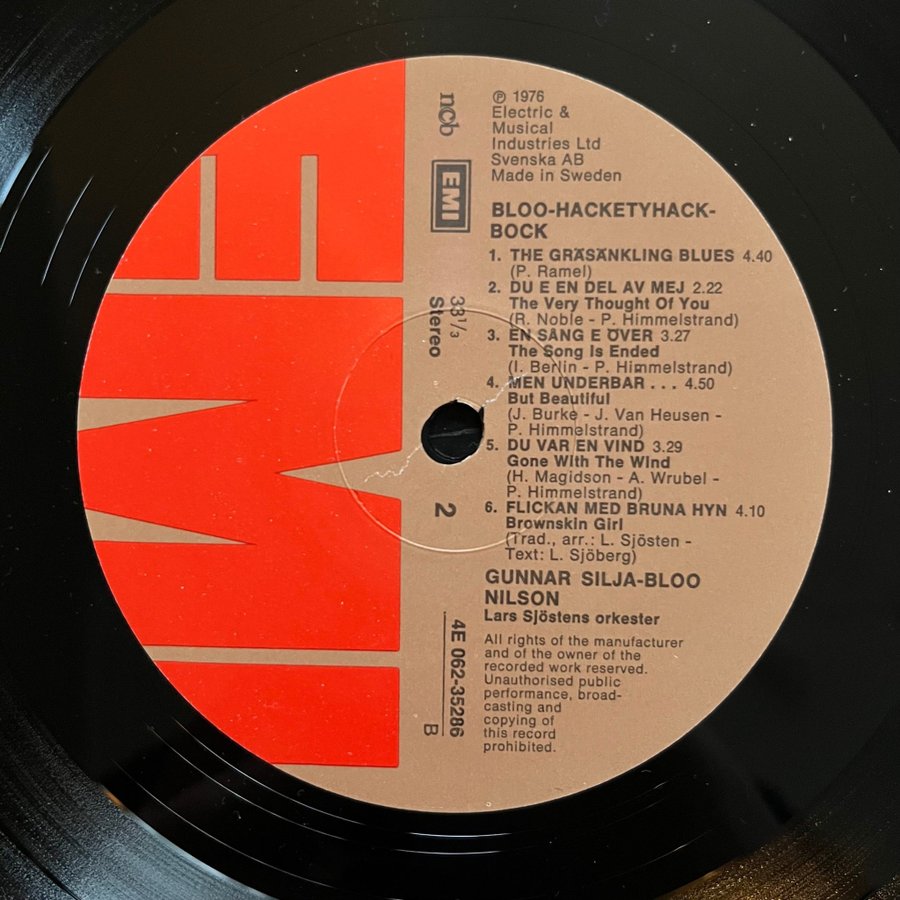 ℗ 1976
Electric &
Musical
Industries Ltd
Svenska AB
Made in Sweden
BLOO-HACKETYHACK-
BOCK
1. THE GRÄSÄNKLING BLUES 4.40
(P. Ramel)
2. DU E EN DEL AV MEJ 2.22
The Very Thought Of You
(R. Noble - P. Himmelstrand)
3. EN SÅNG E ÖVER 3.27
The Song Is Ended
(I. Berlin - P. Himmelstrand)
4. MEN UNDERBAR . . . 4.50
But Beautiful
(J. Burke - J. Van Heusen -
P. Himmelstrand)
5. DU VAR EN VIND 3.29
Gone With The Wind
(H. Magidson - A. Wrubel -
P. Himmelstrand)
6. FLICKAN MED BRUNA HYN 4.10
Brownskin Girl
(Trad., arr.: L. Sjösten -
Text: L. Sjöberg)
GUNNAR SILJA-BLOO
NILSON
Lars Sjöstens orkester
All rights of the manufacturer
and of the owner of the
recorded work reserved.
Unauthorised public
performance, broad-
casting and
copying of
this record
prohibited.
ncb
EMI
33 1/3
Stereo
2
4E 062-35286
B
EMI